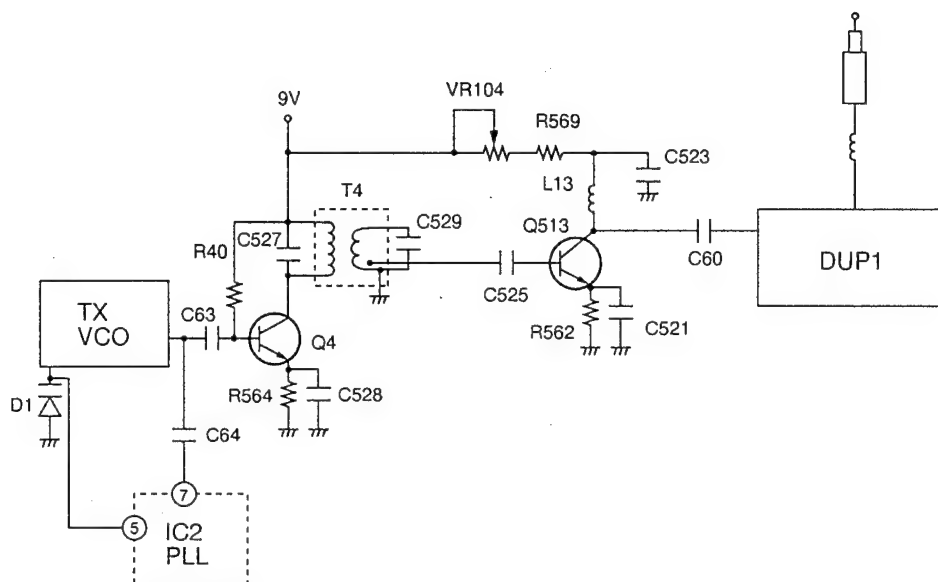 9V
VR104
R569
C523
L13
T4
C527
C529
Q513
R40
C60
DUP1
C525
TX
VCO
C63
Q4
R562
C521
R564
C528
D1
C64
7
5
IC2
PLL